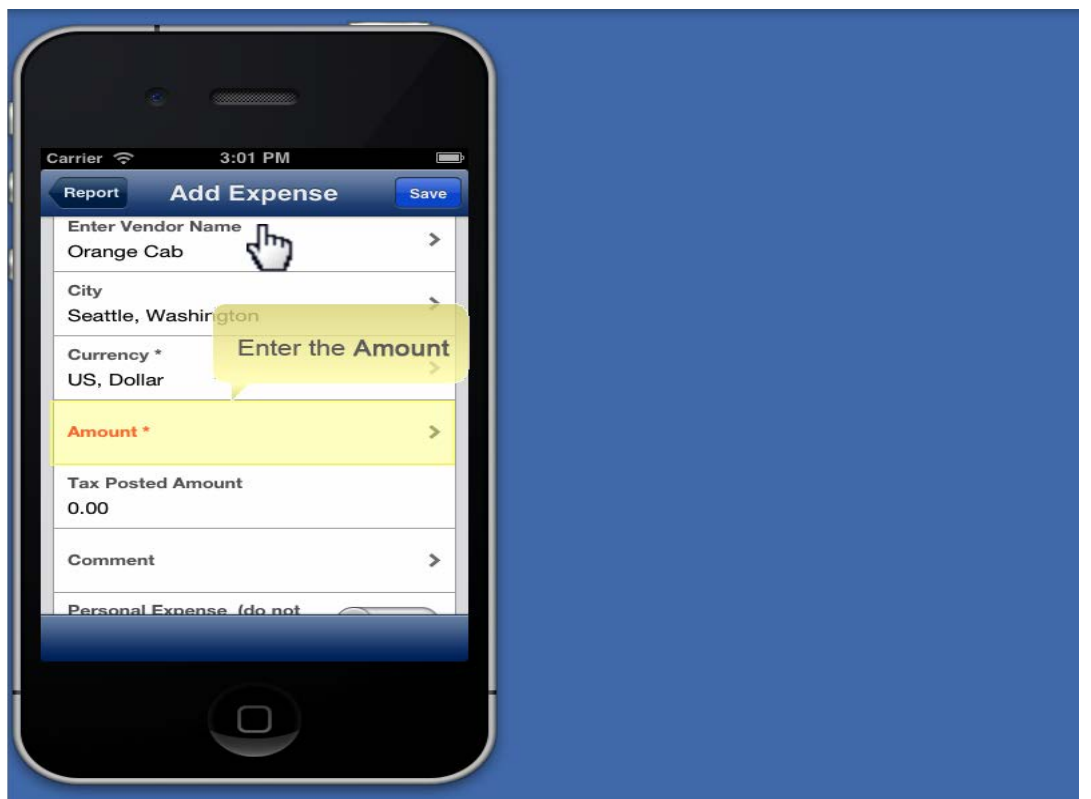 Carrier 3:01 PM
Report Add Expense Save
Enter Vendor Name
Orange Cab
City
Seattle, Washington
Enter the Amount
Currency *
US, Dollar
Amount *
Tax Posted Amount
0.00
Comment
Personal Expense (do not